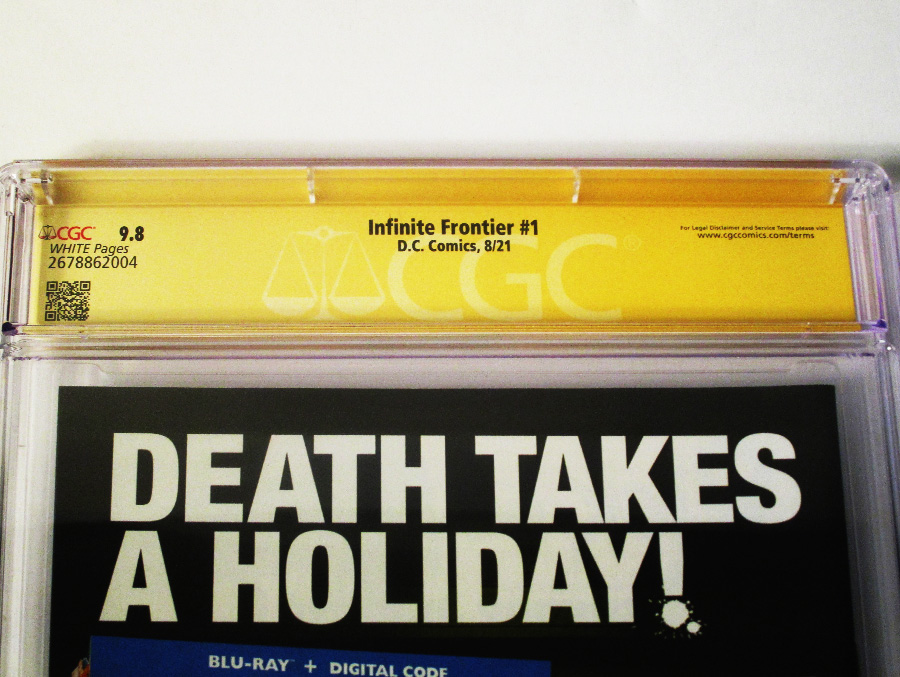 CGC 9.8
WHITE Pages
2678862004
Infinite Frontier #1
D.C. Comics, 8/21
For Legal Disclaimer and Service Terms please visit:
www.cgccomics.com/terms
CGC®
DEATH TAKES
A HOLIDAY!
BLU-RAY™ + DIGITAL CODE